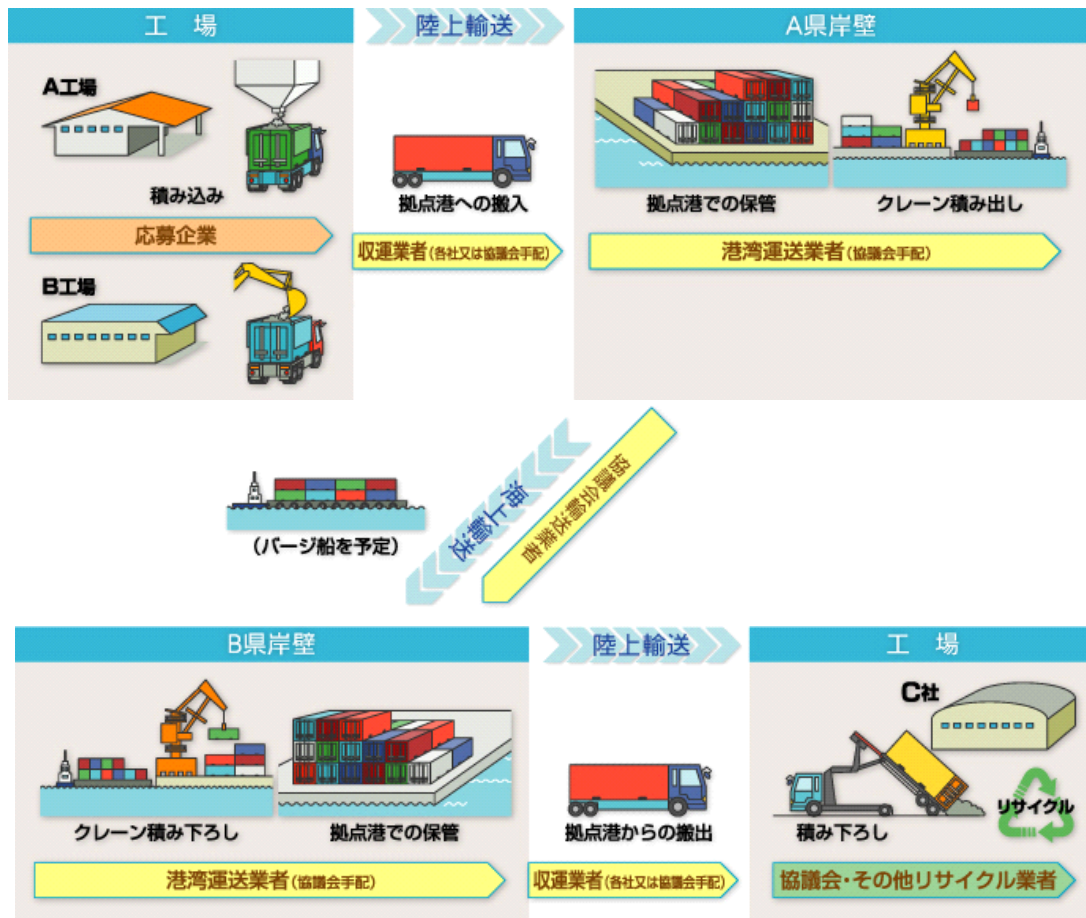 工 場
陸上輸送
A県岸壁
A工場
積み込み
拠点港への搬入
拠点港での保管
クレーン積み出し
応募企業
収運業者(各社又は協議会手配)
港湾運送業者(協議会手配)
B工場
海上輸送
協議会輸送業者
(バージ船を予定)
B県岸壁
陸上輸送
工 場
C社
クレーン積み下ろし
拠点港での保管
拠点港からの搬出
積み下ろし
リサイクル
港湾運送業者(協議会手配)
収運業者(各社又は協議会手配)
協議会・その他リサイクル業者